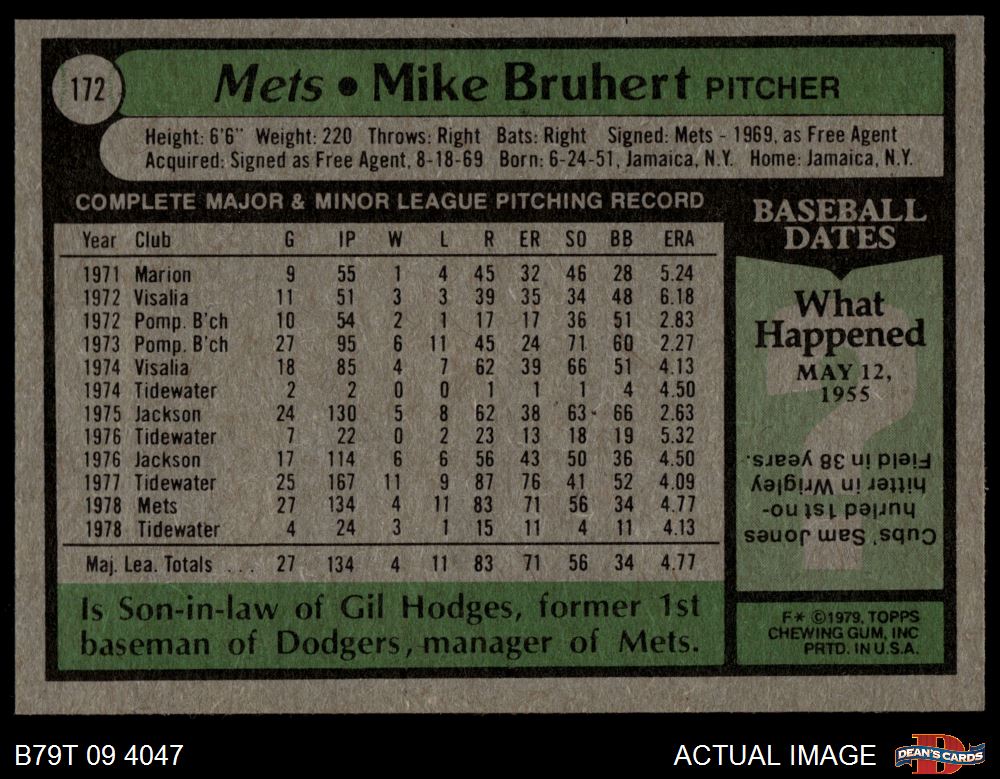 172
Mets • Mike Bruhert PITCHER
Height: 6'6" Weight: 220 Throws: Right Bats: Right Signed: Mets - 1969, as Free Agent
Acquired: Signed as Free Agent, 8-18-69 Born: 6-24-51, Jamaica, N.Y. Home: Jamaica, N.Y.
COMPLETE MAJOR & MINOR LEAGUE PITCHING RECORD
Year Club G IP W L R ER SO BB ERA
1971 Marion 9 55 1 4 45 32 46 28 5.24
1972 Visalia 11 51 3 3 39 35 34 48 6.18
1972 Pomp. B'ch 10 54 2 1 17 17 36 51 2.83
1973 Pomp. B'ch 27 95 6 11 45 24 71 60 2.27
1974 Visalia 18 85 4 7 62 39 66 51 4.13
1974 Tidewater 2 2 0 0 1 1 1 4 4.50
1975 Jackson 24 130 5 8 62 38 63 66 2.63
1976 Tidewater 7 22 0 2 23 13 18 19 5.32
1976 Jackson 17 114 6 6 56 43 50 36 4.50
1977 Tidewater 25 167 11 9 87 76 41 52 4.09
1978 Mets 27 134 4 11 83 71 56 34 4.77
1978 Tidewater 4 24 3 1 15 11 4 11 4.13
Maj. Lea. Totals . . . 27 134 4 11 83 71 56 34 4.77
Is Son-in-law of Gil Hodges, former 1st
baseman of Dodgers, manager of Mets.
BASEBALL
DATES
What
Happened
MAY 12,
1955
?
Cubs' Sam Jones
hurled 1st no-
hitter in Wrigley
Field in 38 years.
F* ©1979, TOPPS
CHEWING GUM, INC
PRTD. IN U.S.A.
B79T 09 4047
ACTUAL IMAGE
D
DEAN'S CARDS